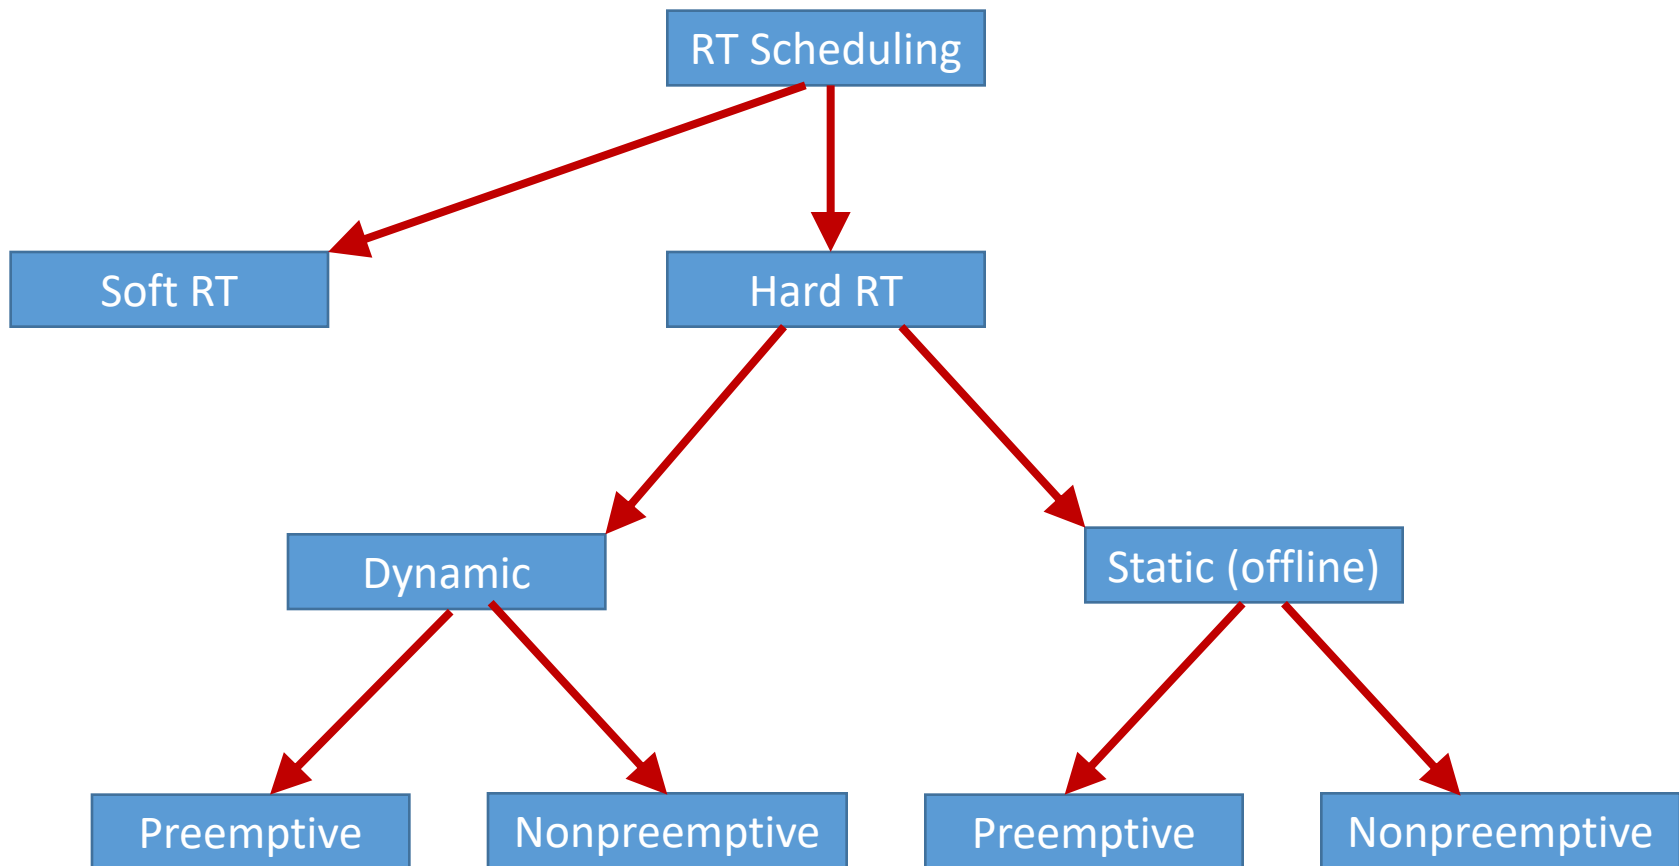 RT Scheduling
Soft RT
Hard RT
Dynamic
Static (offline)
Preemptive
Nonpreemptive
Preemptive
Nonpreemptive